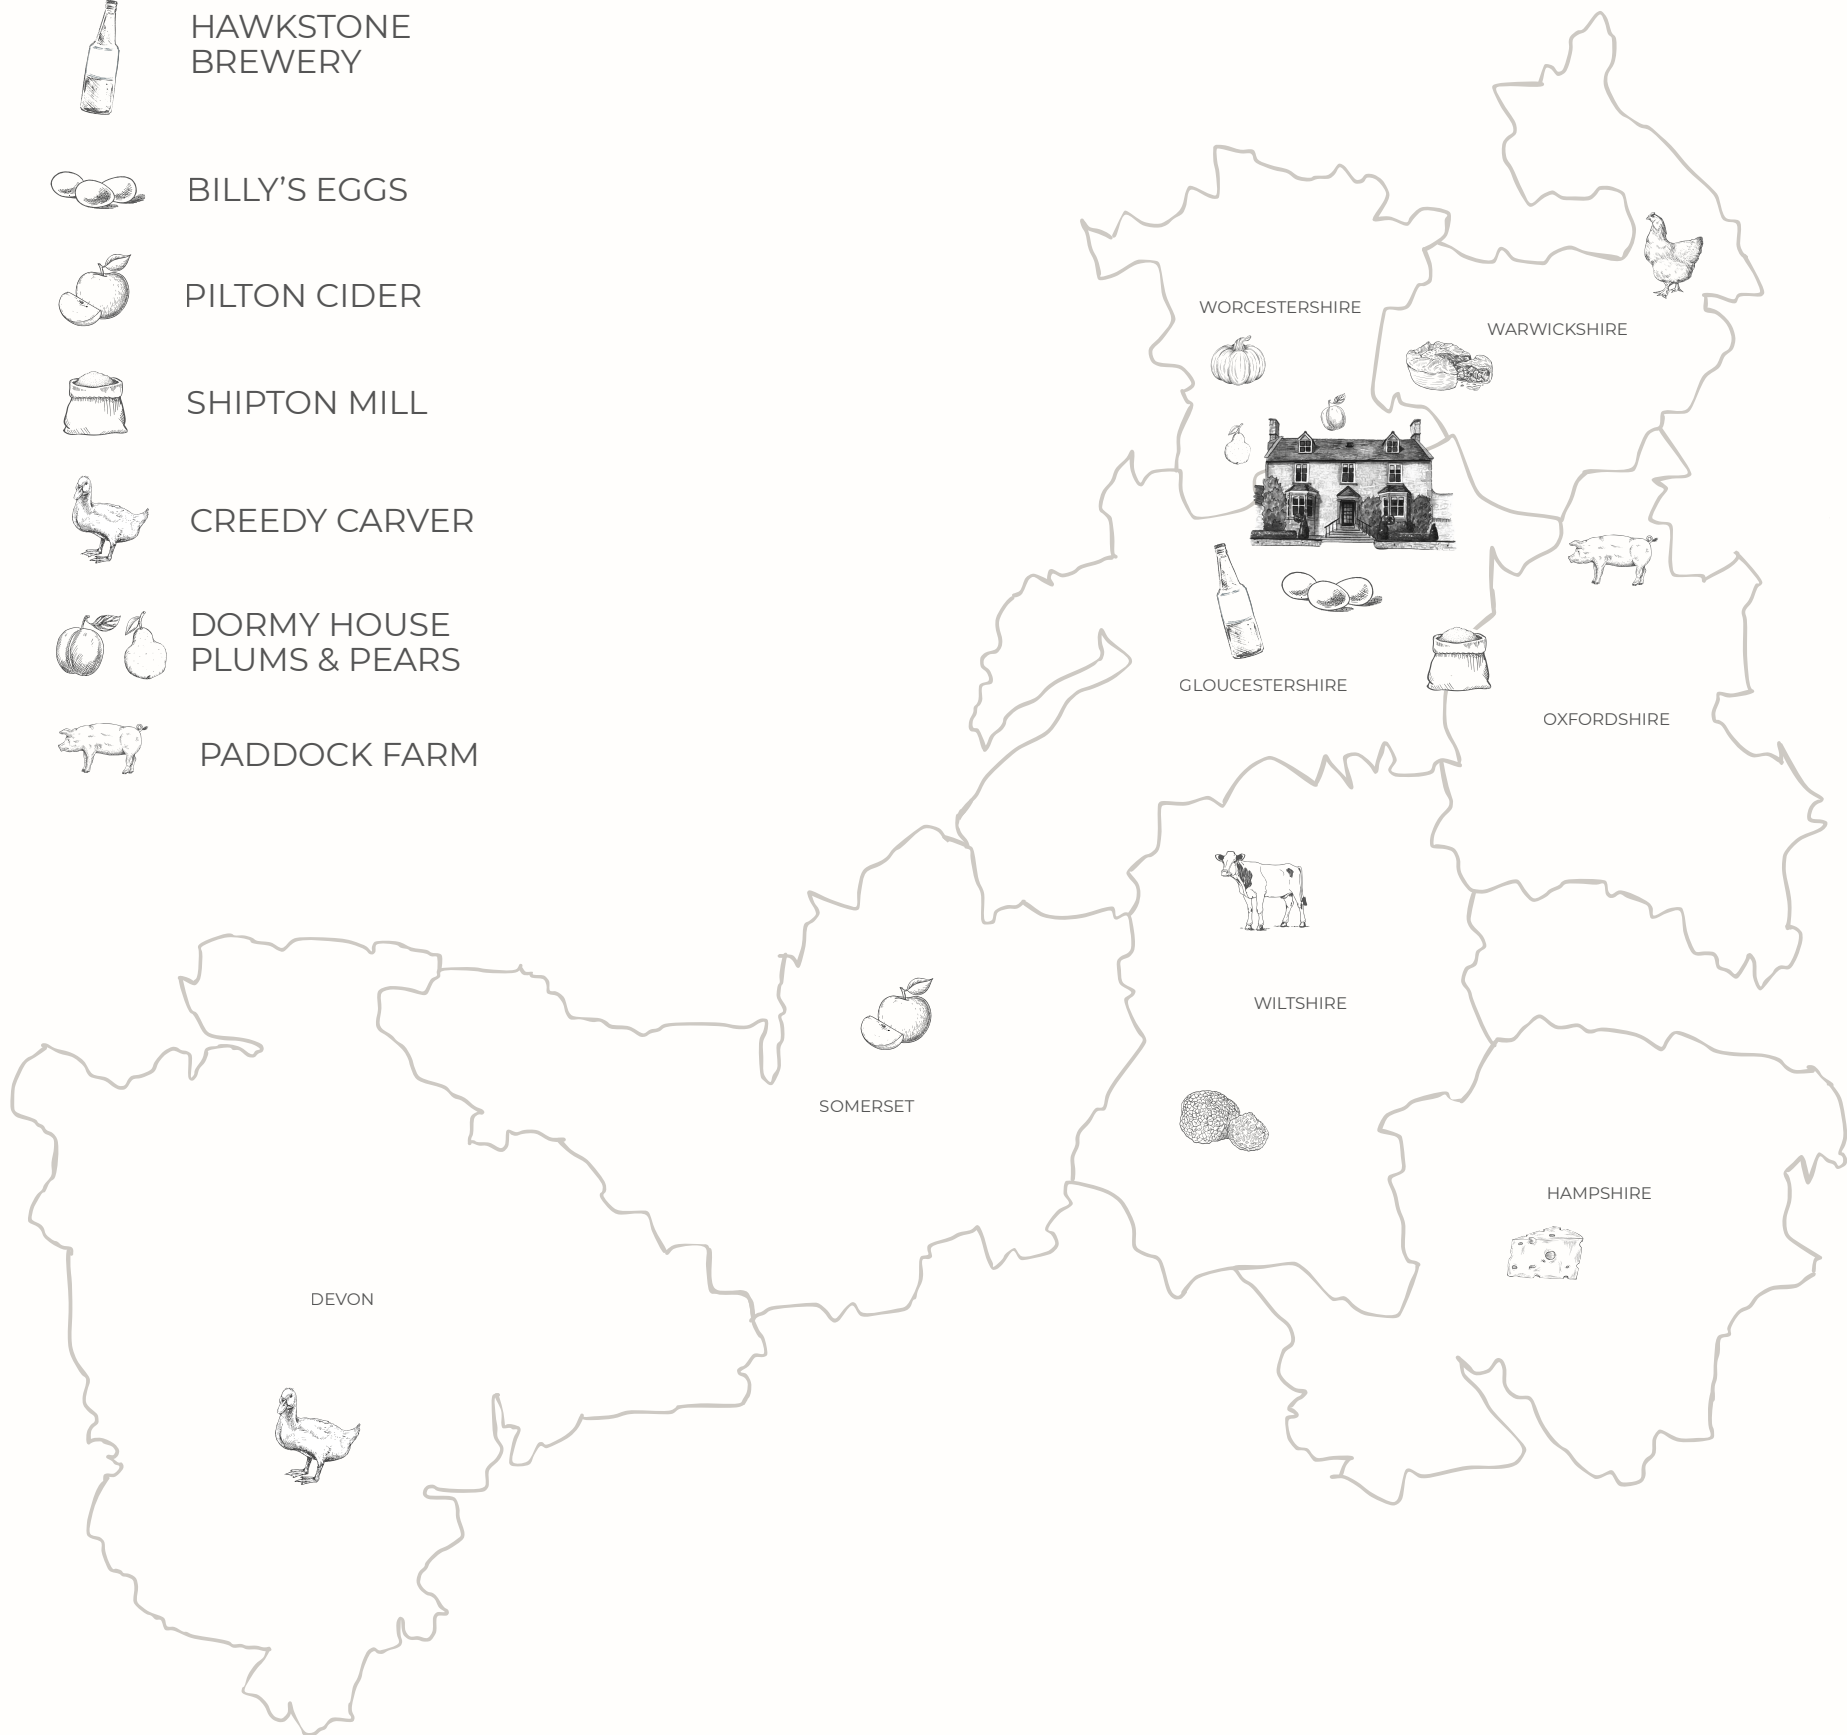 HAWKSTONE
BREWERY
BILLY’S EGGS
PILTON CIDER
SHIPTON MILL
CREEDY CARVER
DORMY HOUSE
PLUMS & PEARS
PADDOCK FARM
WORCESTERSHIRE
WARWICKSHIRE
GLOUCESTERSHIRE
OXFORDSHIRE
WILTSHIRE
SOMERSET
HAMPSHIRE
DEVON